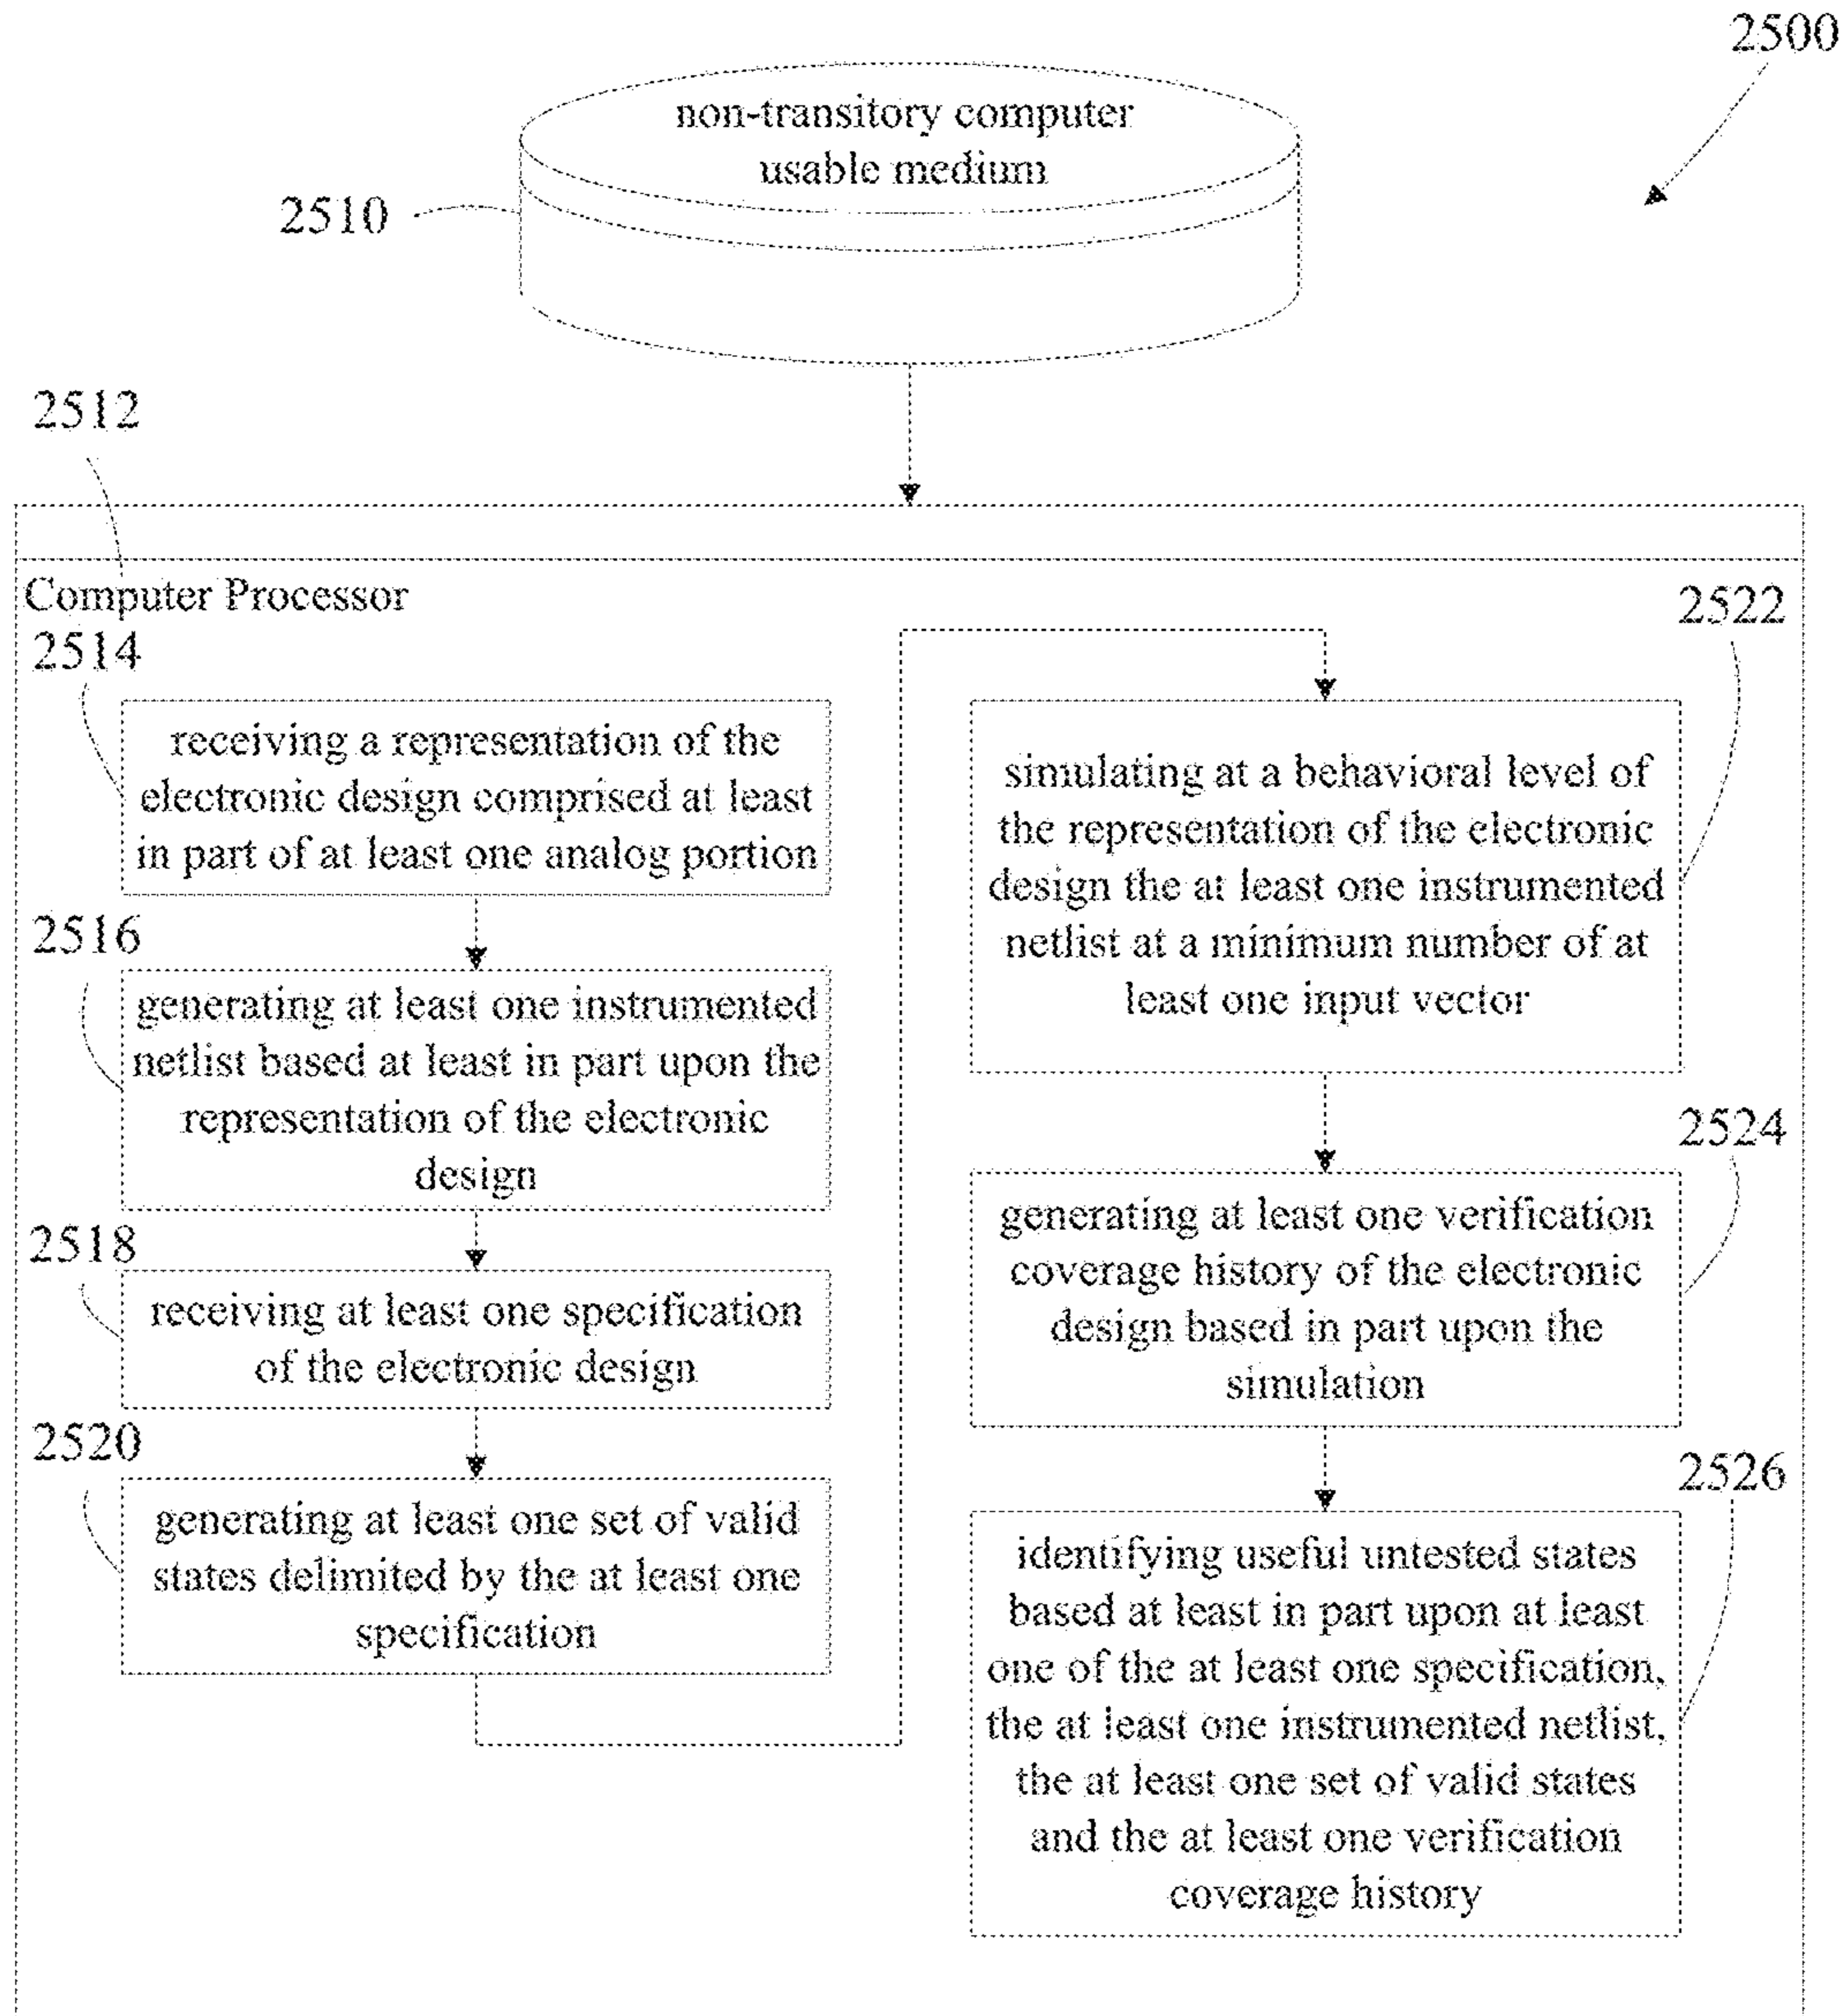 2500
non-transitory computer
usable medium
2510
2512
Computer Processor
2514
receiving a representation of the
electronic design comprised at least
in part of at least one analog portion
2516
generating at least one instrumented
netlist based at least in part upon the
representation of the electronic
design
2518
receiving at least one specification
of the electronic design
2520
generating at least one set of valid
states delimited by the at least one
specification
2522
simulating at a behavioral level of
the representation of the electronic
design the at least one instrumented
netlist at a minimum number of at
least one input vector
2524
generating at least one verification
coverage history of the electronic
design based in part upon the
simulation
2526
identifying useful untested states
based at least in part upon at least
one of the at least one specification,
the at least one instrumented netlist,
the at least one set of valid states
and the at least one verification
coverage history